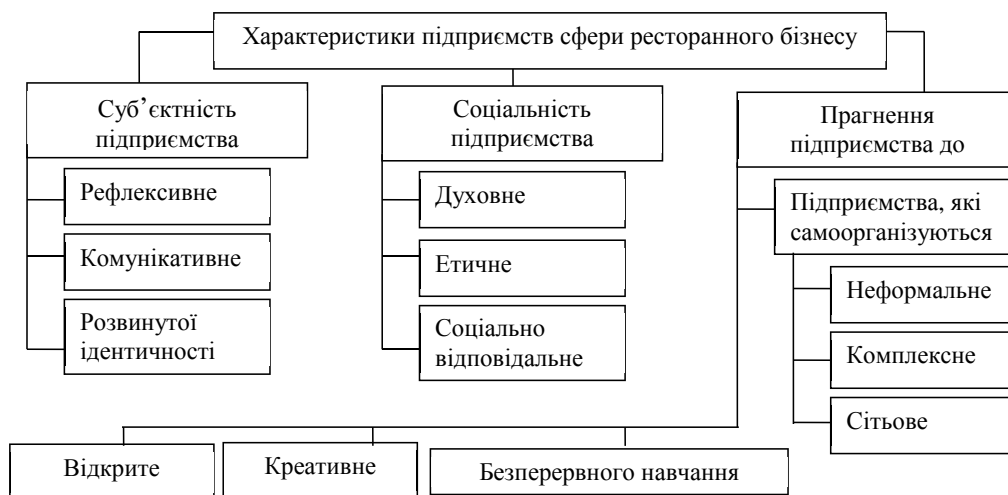 Характеристики підприємств сфери ресторанного бізнесу
Суб’єктність
підприємства
Рефлексивне
Комунікативне
Розвинутої
ідентичності
Соціальність
підприємства
Духовне
Етичне
Соціально
відповідальне
Прагнення
підприємства до
Підприємства, які
самоорганізуються
Неформальне
Комплексне
Сітьове
Відкрите
Креативне
Безперервного навчання